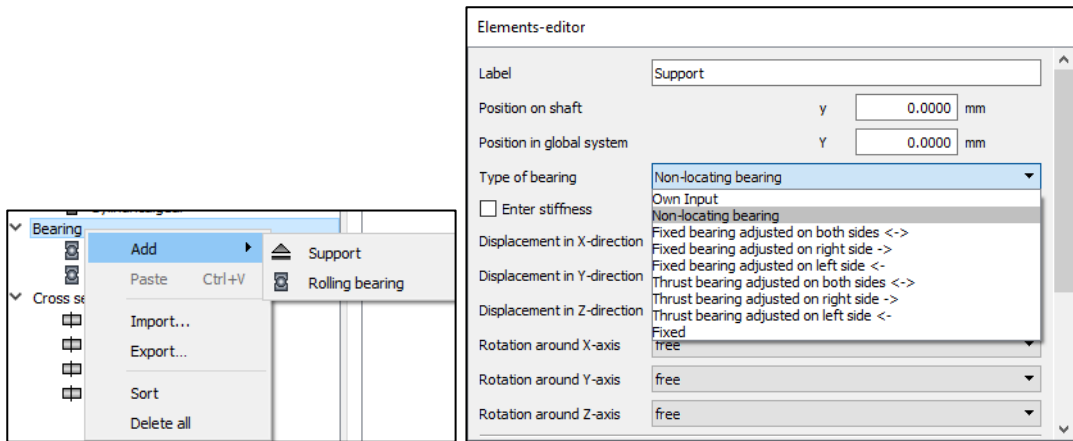 Bearing
Cross se
Add
Paste Ctrl+V
Import...
Export...
Sort
Delete all
Support
Rolling bearing
Elements-editor
Label Support
Position on shaft y 0.0000 mm
Position in global system Y 0.0000 mm
Type of bearing Non-locating bearing
Own Input
Enter stiffness Non-locating bearing
Fixed bearing adjusted on both sides <->
Displacement in X-direction Fixed bearing adjusted on right side ->
Fixed bearing adjusted on left side <-
Displacement in Y-direction Thrust bearing adjusted on both sides <->
Thrust bearing adjusted on right side ->
Displacement in Z-direction Thrust bearing adjusted on left side <-
Fixed
Rotation around X-axis free
Rotation around Y-axis free
Rotation around Z-axis free